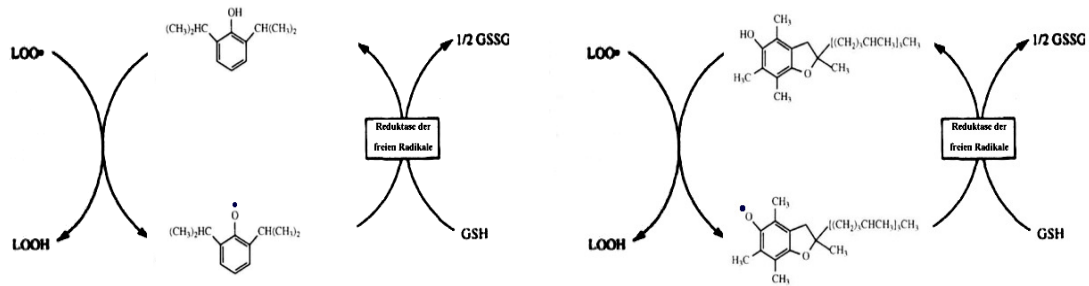 OH
(CH₃)₂HC
CH(CH₃)₂
LOO•
1/2 GSSG
Reduktase der
freien Radikale
O
(CH₃)₂HC
CH(CH₃)₂
LOOH
GSH
CH₃
HO
[(CH₂)₃CHCH₃]₃CH₃
LOO•
1/2 GSSG
H₃C
O
CH₃
CH₃
Reduktase der
freien Radikale
CH₃
O
[(CH₂)₃CHCH₃]₃CH₃
LOOH
H₃C
O
CH₃
CH₃
GSH